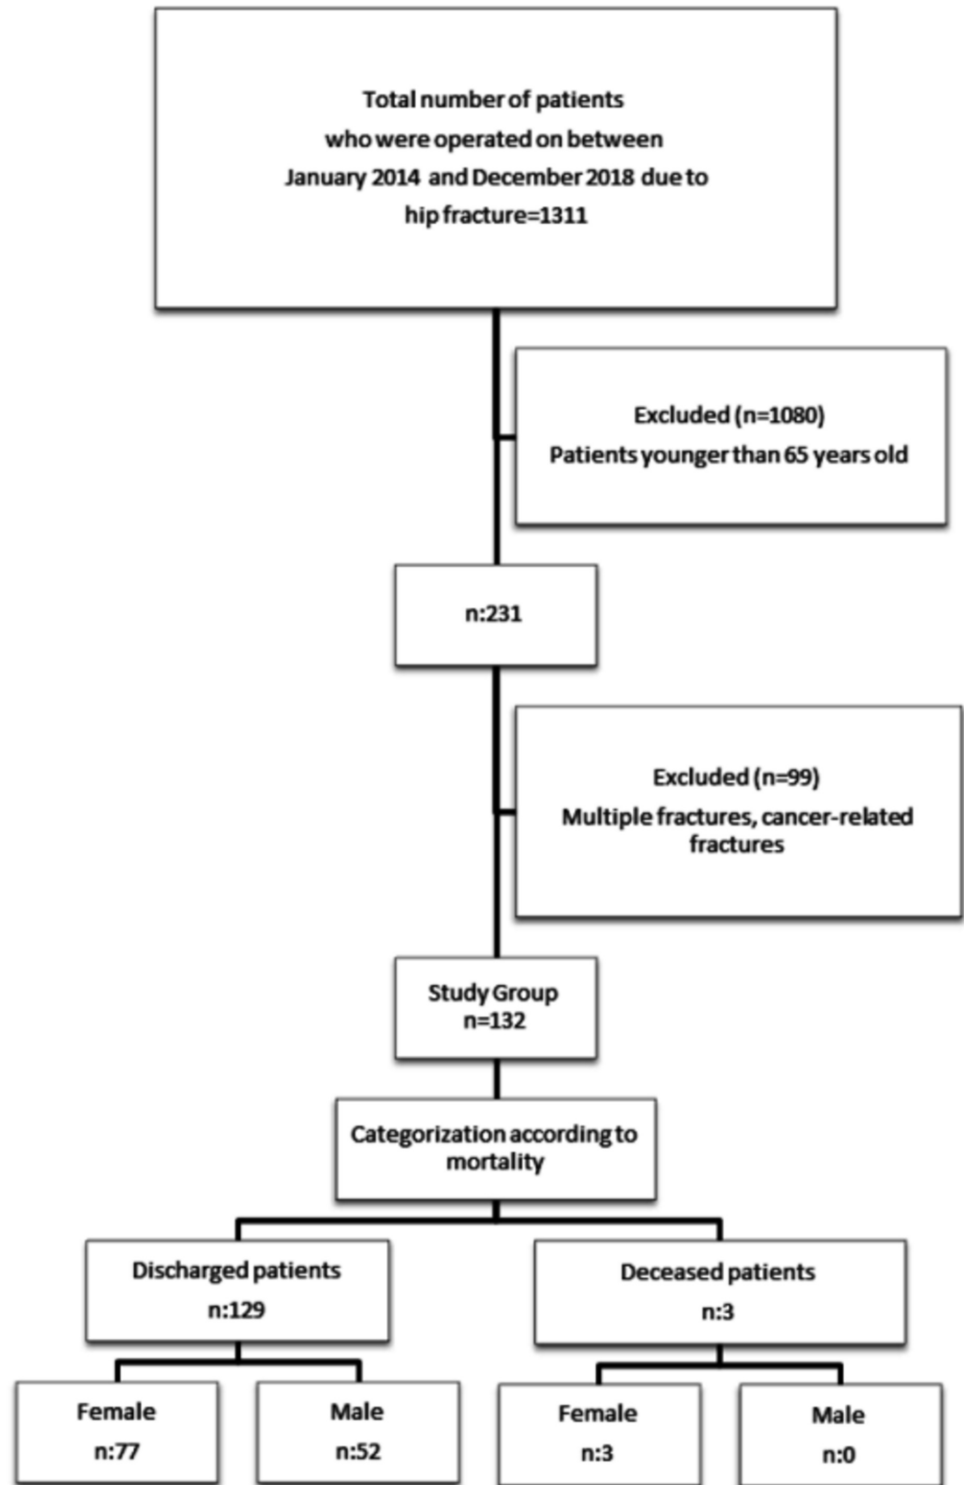 Total number of patients
who were operated on between
January 2014 and December 2018 due to
hip fracture=1311
Excluded (n=1080)
Patients younger than 65 years old
n:231
Excluded (n=99)
Multiple fractures, cancer-related
fractures
Study Group
n=132
Categorization according to
mortality
Discharged patients
n:129
Deceased patients
n:3
Female
n:77
Male
n:52
Female
n:3
Male
n:0